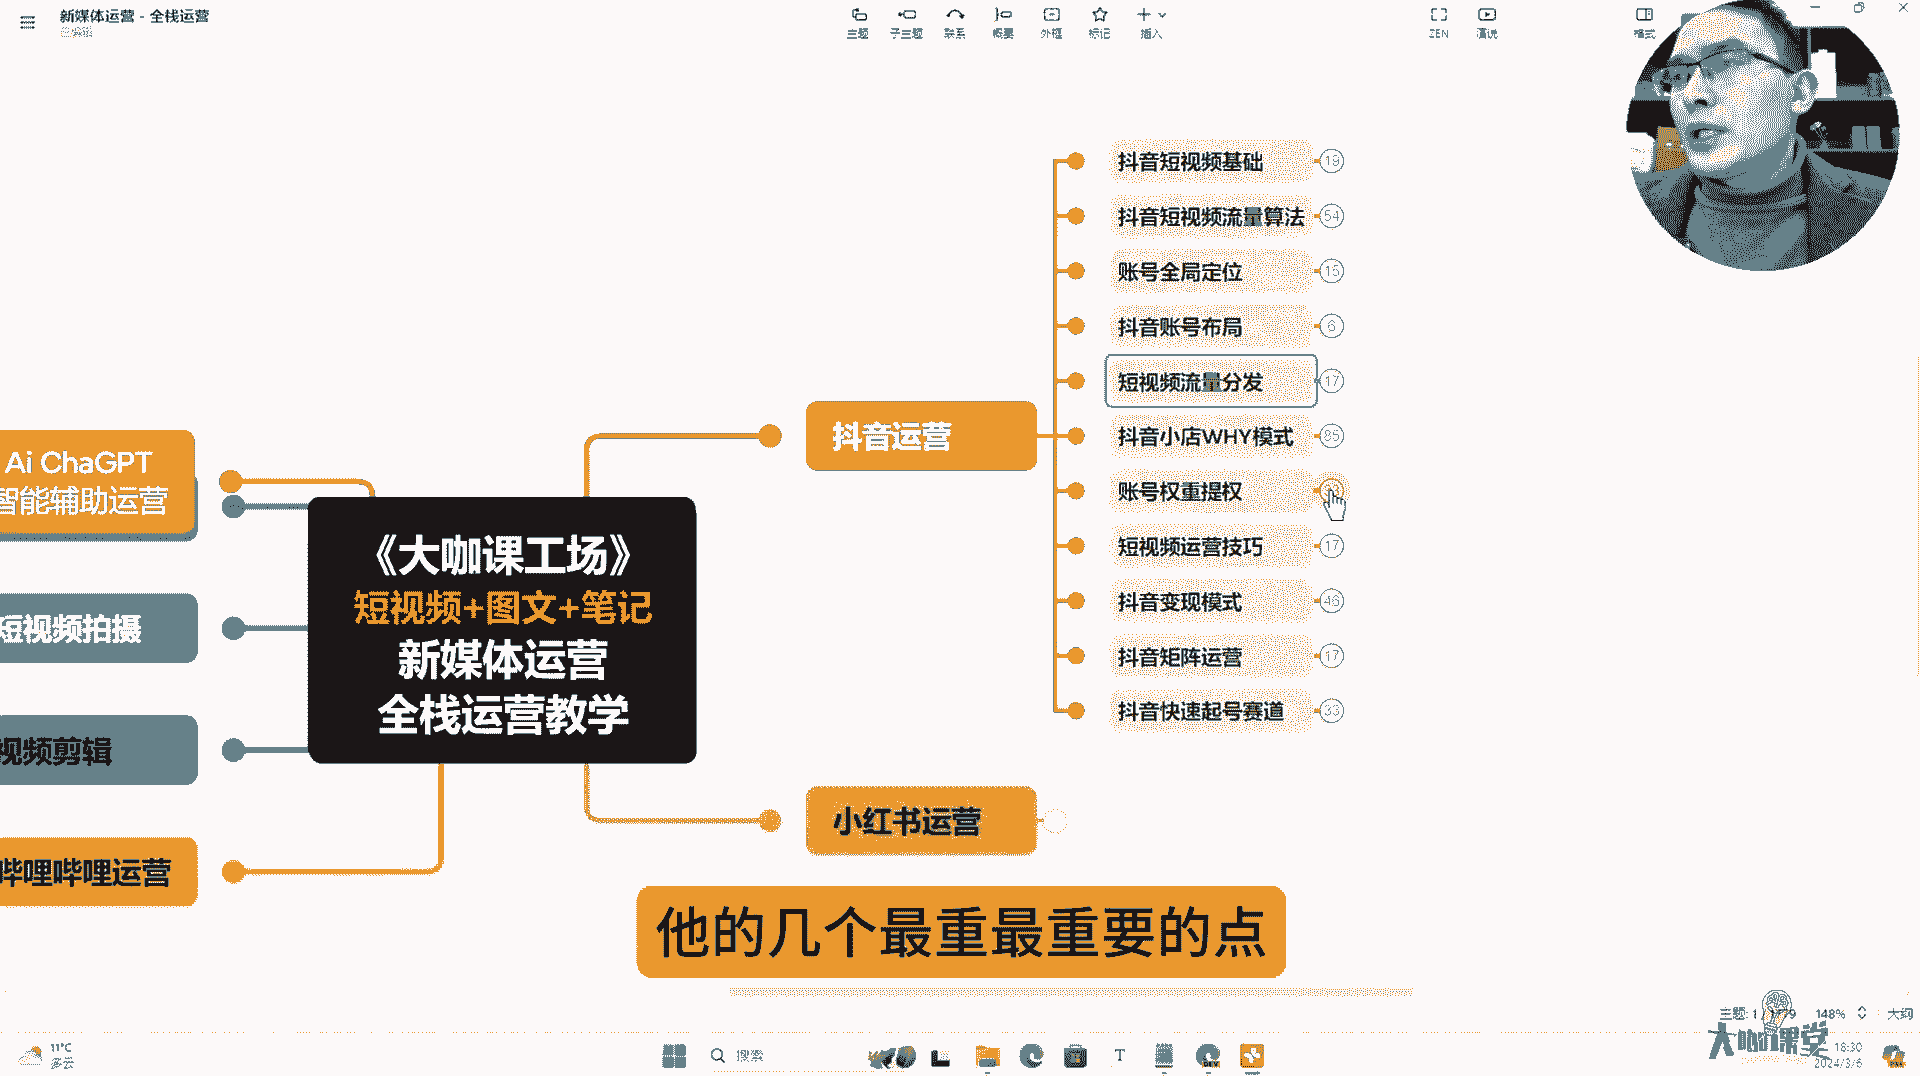 新媒体运营 - 全栈运营
已编辑
主题
子主题
联系
概要
外框
标记
插入
ZEN
演说
格式
抖音短视频基础
19
抖音短视频流量算法
54
账号全局定位
15
抖音账号布局
6
短视频流量分发
17
抖音小店WHY模式
85
账号权重提权
短视频运营技巧
17
抖音变现模式
46
抖音矩阵运营
17
抖音快速起号赛道
33
抖音运营
小红书运营
Ai ChaGPT
智能辅助运营
短视频拍摄
视频剪辑
哔哩哔哩运营
《大咖课工场》
短视频+图文+笔记
新媒体运营
全栈运营教学
他的几个最重最重要的点
148%
大纲
大咖课堂
11°C
多云
搜索
18:30
2024/3/6